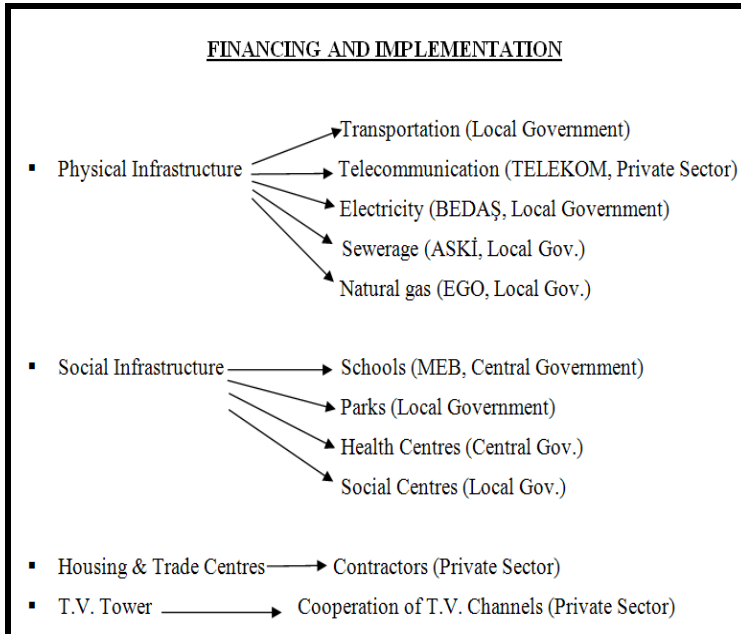 FINANCING AND IMPLEMENTATION
Transportation (Local Government)
▪ Physical Infrastructure Telecommunication (TELEKOM, Private Sector)
Electricity (BEDAŞ, Local Government)
Sewerage (ASKİ, Local Gov.)
Natural gas (EGO, Local Gov.)
▪ Social Infrastructure Schools (MEB, Central Government)
Parks (Local Government)
Health Centres (Central Gov.)
Social Centres (Local Gov.)
▪ Housing & Trade Centres Contractors (Private Sector)
▪ T.V. Tower Cooperation of T.V. Channels (Private Sector)